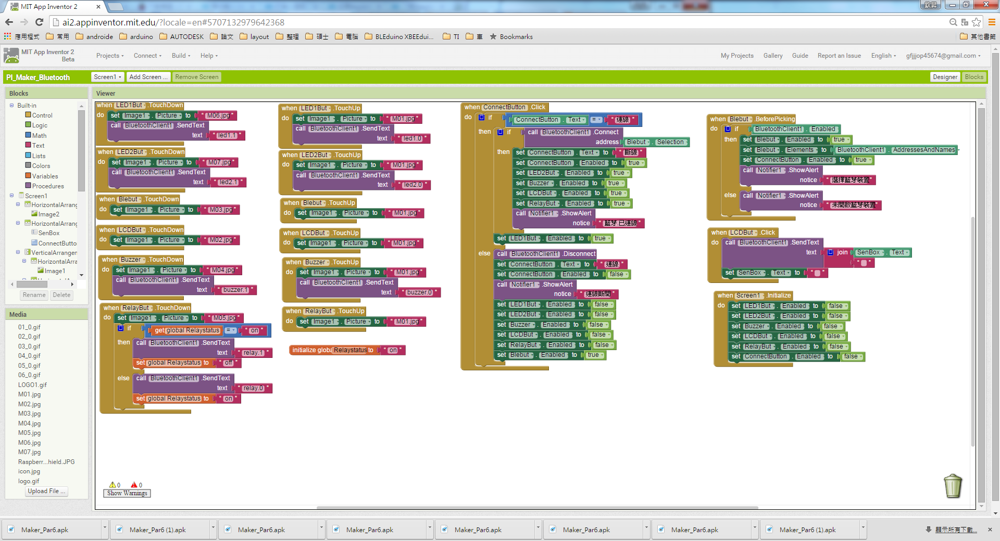 MIT App Inventor 2
欽昇
ai2.appinventor.mit.edu/?locale=en#5707132979642368
應用程式 常用 androide arduino AUTODESK 論文 layout 整理 碩士 電腦 BLEduino XBEEdui... TI 車 Bookmarks 其他書籤
MIT App Inventor 2
Beta
Projects Connect Build Help My Projects Gallery Guide Report an Issue English gfjjjop45674@gmail.com
PI_Maker_Bluetooth Screen1 Add Screen ... Remove Screen Designer Blocks
Blocks
Built-in
Control
Logic
Math
Text
Lists
Colors
Variables
Procedures
Screen1
HorizontalArrang
Image2
HorizontalArrang
SenBox
ConnectButto
VerticalArrangen
HorizontalArra
Image1
Rename Delete
Media
01_0.gif
02_0.gif
03_0.gif
04_0.gif
05_0.gif
06_0.gif
LOGO1.gif
M01.jpg
M02.jpg
M03.jpg
M04.jpg
M05.jpg
M06.jpg
M07.jpg
Raspberr...hield.JPG
icon.jpg
logo.gif
Upload File ...
Viewer
when LED1But .TouchDown
do set Image1 . Picture to " M06.jpg "
call BluetoothClient1 .SendText
text " led1.1 "
when LED2But .TouchDown
do set Image1 . Picture to " M07.jpg "
call BluetoothClient1 .SendText
text " led2.1 "
when Blebut .TouchDown
do set Image1 . Picture to " M03.jpg "
when LCDBut .TouchDown
do set Image1 . Picture to " M02.jpg "
when Buzzer .TouchDown
do set Image1 . Picture to " M04.jpg "
call BluetoothClient1 .SendText
text " buzzer.1 "
when RelayBut .TouchDown
do set Image1 . Picture to " M05.jpg "
if get global Relaystatus = " on "
then call BluetoothClient1 .SendText
text " relay.1 "
set global Relaystatus to " off "
else call BluetoothClient1 .SendText
text " relay.0 "
set global Relaystatus to " on "
when LED1But .TouchUp
do set Image1 . Picture to " M01.jpg "
call BluetoothClient1 .SendText
text " led1.0 "
when LED2But .TouchUp
do set Image1 . Picture to " M01.jpg "
call BluetoothClient1 .SendText
text " led2.0 "
when Blebut .TouchUp
do set Image1 . Picture to " M01.jpg "
when LCDBut .TouchUp
do set Image1 . Picture to " M01.jpg "
when Buzzer .TouchUp
do set Image1 . Picture to " M01.jpg "
call BluetoothClient1 .SendText
text " buzzer.0 "
when RelayBut .TouchUp
do set Image1 . Picture to " M01.jpg "
initialize global Relaystatus to " on "
when ConnectButton .Click
do if ConnectButton . Text = " 連線 "
then if call BluetoothClient1 .Connect
address Blebut . Selection
then set ConnectButton . Text to " 斷線 "
set ConnectButton . Enabled to true
set LED2But . Enabled to true
set Buzzer . Enabled to true
set LCDBut . Enabled to true
set RelayBut . Enabled to true
call Notifier1 .ShowAlert
notice " 藍芽.已連線 "
set LED1But . Enabled to true
else call BluetoothClient1 .Disconnect
set ConnectButton . Text to " 連線 "
set ConnectButton . Enabled to false
call Notifier1 .ShowAlert
notice " 連線斷開 "
set LED1But . Enabled to false
set LED2But . Enabled to false
set Buzzer . Enabled to false
set LCDBut . Enabled to false
set RelayBut . Enabled to false
set Blebut . Enabled to true
when Blebut .BeforePicking
do if BluetoothClient1 . Enabled
then set Blebut . Enabled to true
set Blebut . Elements to BluetoothClient1 . AddressesAndNames
set ConnectButton . Enabled to true
call Notifier1 .ShowAlert
notice " 選擇藍芽裝置 "
else call Notifier1 .ShowAlert
notice " 未開啟藍芽裝置 "
when LCDBut .Click
do call BluetoothClient1 .SendText
text join SenBox . Text
" "
set SenBox . Text to " "
when Screen1 .Initialize
do set LED1But . Enabled to false
set LED2But . Enabled to false
set Buzzer . Enabled to false
set LCDBut . Enabled to false
set RelayBut . Enabled to false
set ConnectButton . Enabled to false
0 0
Show Warnings
Maker_Par6.apk Maker_Par6 (1).apk Maker_Par6.apk Maker_Par6.apk Maker_Par6.apk Maker_Par6.apk Maker_Par6.apk Maker_Par6 (1).apk 顯示所有下載...